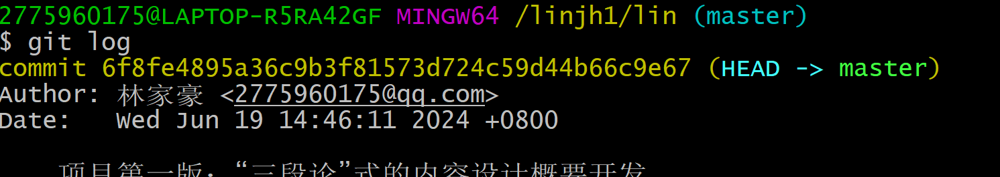 2775960175@LAPTOP-R5RA42GF MINGW64 /linjh1/lin (master)
$ git log
commit 6f8fe4895a36c9b3f81573d724c59d44b66c9e67 (HEAD -> master)
Author: 林家豪 <2775960175@qq.com>
Date:   Wed Jun 19 14:46:11 2024 +0800
项目第一版：“三段论”式的内容设计概要开发